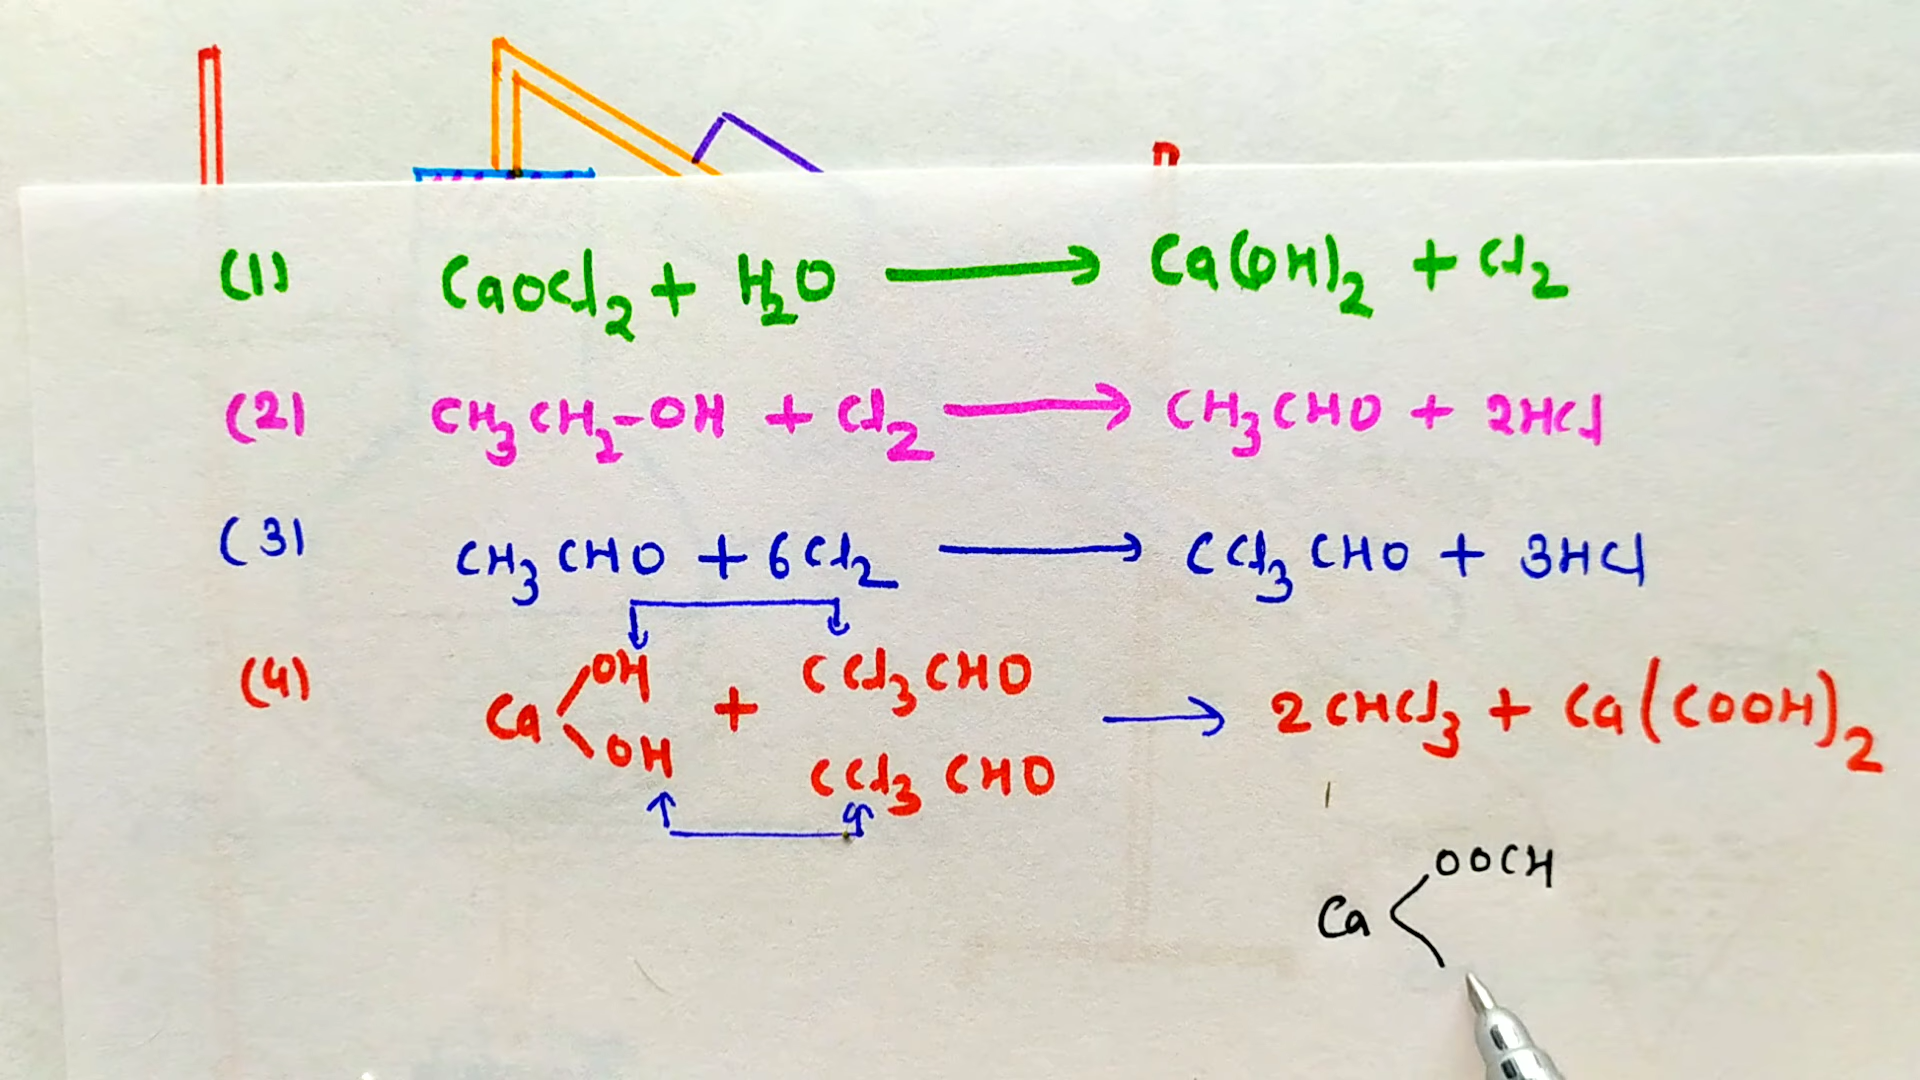 (1) CaOCl2 + H2O ⟶ Ca(OH)2 + Cl2
(2) CH3CH2-OH + Cl2 ⟶ CH3CHO + 2HCl
(3) CH3CHO + 6Cl2 ⟶ CCl3CHO + 3HCl
(4) Ca OH OH + CCl3CHO CCl3CHO → 2CHCl3 + Ca(COOH)2
Ca OOCH